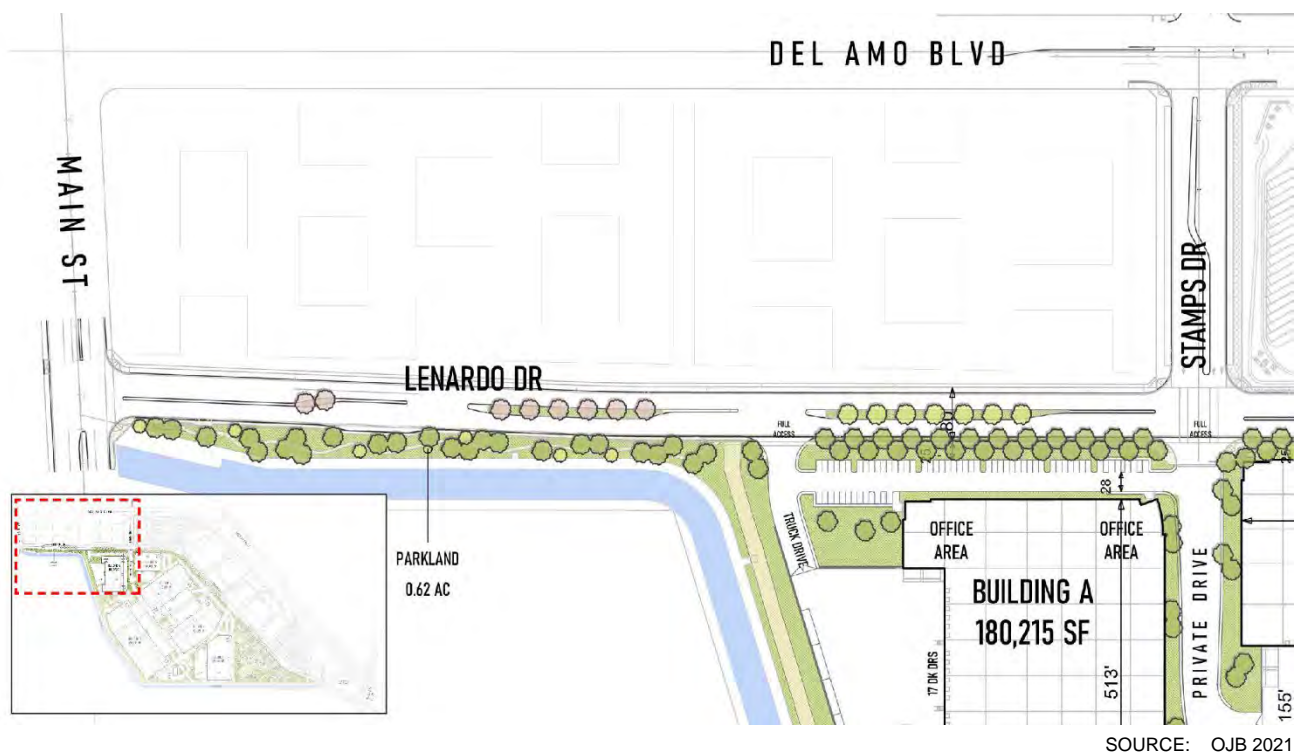 DEL AMO BLVD
MAIN ST
STAMPS DR
LENARDO DR
FULL
ACCESS
FULL
ACCESS
28
TRUCK DRIVE
OFFICE
AREA
OFFICE
AREA
PARKLAND
0.62 AC
BUILDING A
180,215 SF
17 DK DRS
513'
PRIVATE DRIVE
25'
155'
SOURCE: OJB 2021